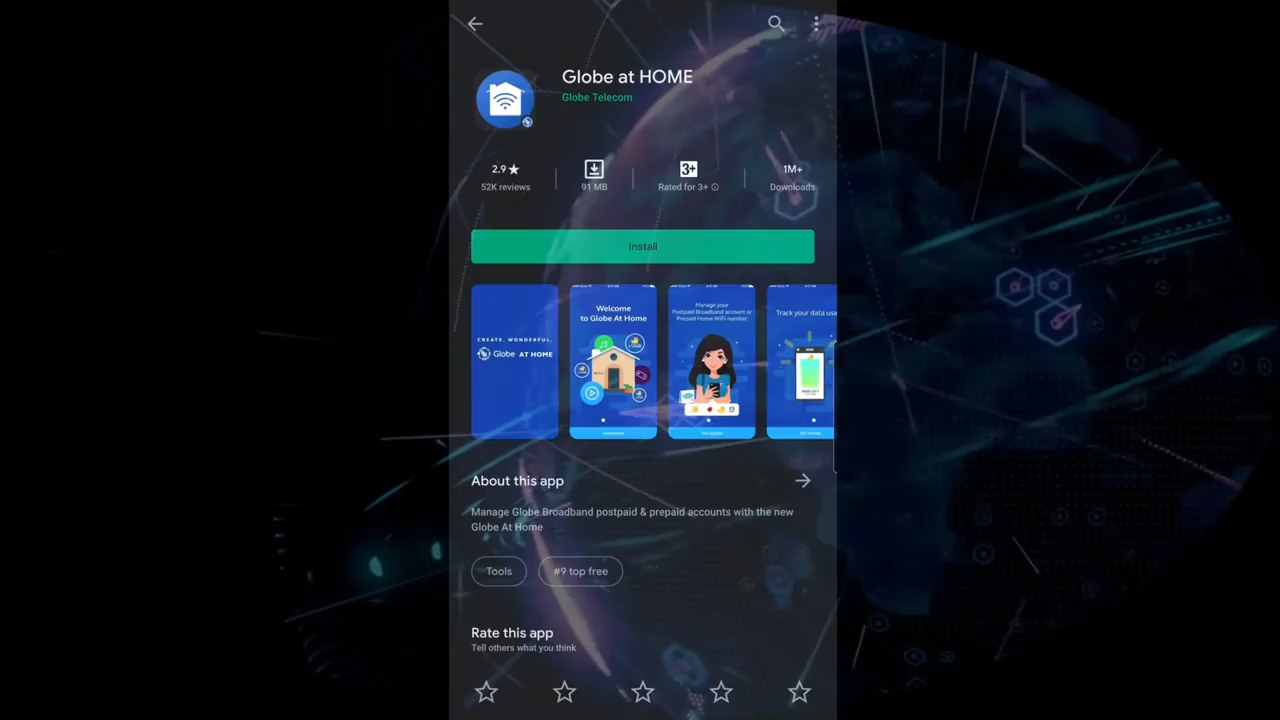 Globe at HOME
Globe Telecom
2.9★
52K reviews
91 MB
3+
Rated for 3+
1M+
Downloads
Install
CREATE. WONDERFUL.
Globe AT HOME
Welcome
to Globe At Home
Manage your
Postpaid Broadband account or
Prepaid Home WiFi number
Track your data usa
About this app
Manage Globe Broadband postpaid & prepaid accounts with the new
Globe At Home
Tools
#9 top free
Rate this app
Tell others what you think